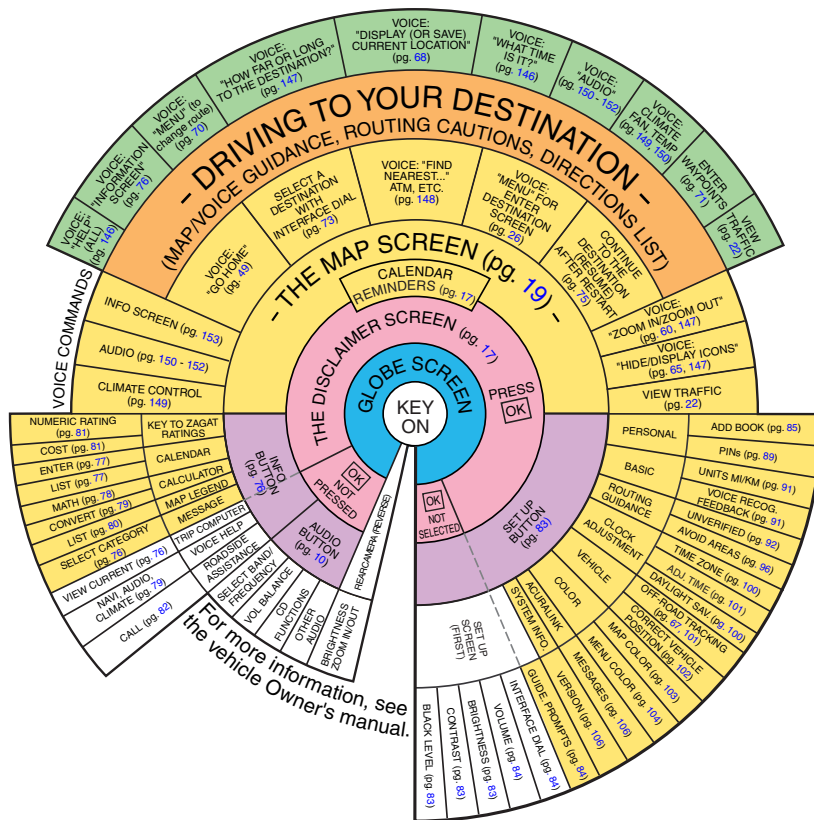 VOICE:
"HELP"
(ALL)
(pg. 146)
VOICE:
"INFORMATION
SCREEN"
(pg. 76)
VOICE:
"MENU" (to
change route)
(pg. 70)
VOICE:
"HOW FAR OR LONG
TO THE DESTINATION?"
(pg. 147)
VOICE:
"DISPLAY (OR SAVE)
CURRENT LOCATION"
(pg. 68)
VOICE:
"WHAT TIME
IS IT?"
(pg. 146)
VOICE:
"AUDIO"
(pg. 150 - 152)
VOICE:
CLIMATE
FAN, TEMP
(pg. 149, 150)
ENTER
WAYPOINTS
(pg. 71)
VIEW
TRAFFIC
(pg. 22)
- DRIVING TO YOUR DESTINATION -
(MAP/VOICE GUIDANCE, ROUTING CAUTIONS, DIRECTIONS LIST)
VOICE:
"GO HOME"
(pg. 49)
SELECT A
DESTINATION
WITH
INTERFACE DIAL
(pg. 73)
VOICE: "FIND
NEAREST..."
ATM, ETC.
(pg. 148)
VOICE:
"MENU" FOR
ENTER
DESTINATION
SCREEN
(pg. 26)
CONTINUE
TO THE
DESTINATION
(RESUME)
AFTER RESTART
(pg. 75)
VOICE COMMANDS
INFO SCREEN (pg. 153)
AUDIO (pg. 150 - 152)
CLIMATE CONTROL
(pg. 149)
- THE MAP SCREEN (pg. 19) -
CALENDAR
REMINDERS (pg. 17)
VOICE:
"ZOOM IN/ZOOM OUT"
(pg. 60, 147)
VOICE:
"HIDE/DISPLAY ICONS"
(pg. 65, 147)
VIEW TRAFFIC
(pg. 22)
THE DISCLAIMER SCREEN (pg. 17)
PRESS
OK
GLOBE SCREEN
KEY
ON
OK
NOT
PRESSED
OK
NOT
SELECTED
NUMERIC RATING
(pg. 81)
COST (pg. 81)
ENTER (pg. 77)
LIST (pg. 77)
MATH (pg. 78)
CONVERT (pg. 79)
LIST (pg. 80)
SELECT CATEGORY
(pg. 76)
VIEW CURRENT (pg. 76)
NAVI, AUDIO,
CLIMATE (pg. 79)
CALL (pg. 82)
KEY TO ZAGAT
RATINGS
CALENDAR
CALCULATOR
MAP LEGEND
MESSAGE
TRIP COMPUTER
VOICE HELP
ROADSIDE
ASSISTANCE
INFO
BUTTON
(pg. 76)
AUDIO
BUTTON
(pg. 10)
SELECT BAND/
FREQUENCY
VOL BALANCE
CD
FUNCTIONS
OTHER
AUDIO
REARCAMERA (REVERSE)
BRIGHTNESS
ZOOM IN/OUT
For more information, see
the vehicle Owner's manual.
SET UP
BUTTON
(pg. 83)
PERSONAL
BASIC
ROUTING
GUIDANCE
CLOCK
ADJUSTMENT
VEHICLE
COLOR
ACURALINK
SYSTEM INFO.
SET UP
SCREEN
(FIRST)
ADD BOOK (pg. 85)
PINs (pg. 89)
UNITS MI/KM (pg. 91)
VOICE RECOG.
FEEDBACK (pg. 91)
UNVERIFIED (pg. 92)
AVOID AREAS (pg. 96)
TIME ZONE (pg. 100)
ADJ. TIME (pg. 101)
DAYLIGHT SAV. (pg. 100)
OFF-ROAD TRACKING
(pg. 67, 101)
CORRECT VEHICLE
POSITION (pg. 102)
MAP COLOR (pg. 103)
MENU COLOR (pg. 104)
MESSAGES (pg. 106)
VERSION (pg. 106)
GUIDE. PROMPTS (pg. 84)
INTERFACE DIAL (pg. 84)
VOLUME (pg. 84)
BRIGHTNESS (pg. 83)
CONTRAST (pg. 83)
BLACK LEVEL (pg. 83)